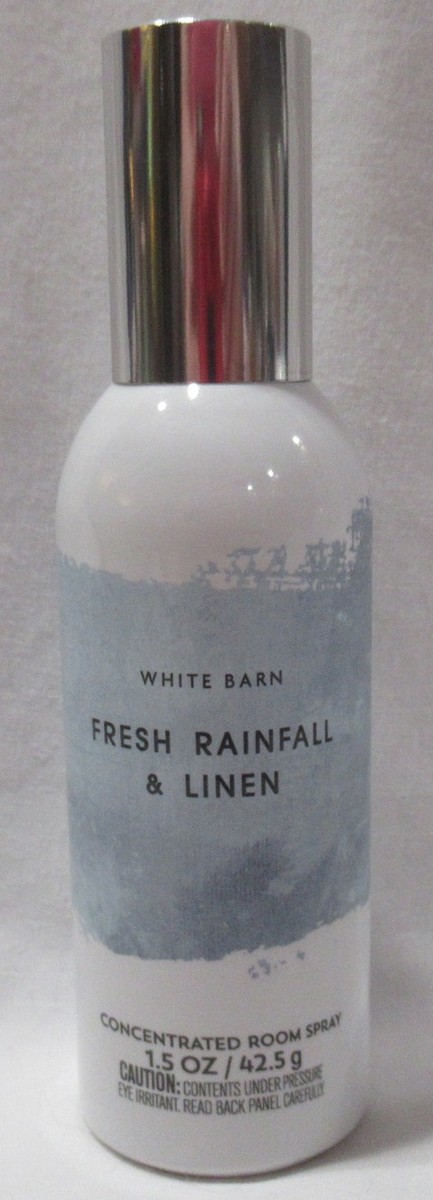 WHITE BARN
FRESH RAINFALL
& LINEN
CONCENTRATED ROOM SPRAY
1.5 OZ / 42.5 g
CAUTION: CONTENTS UNDER PRESSURE
EYE IRRITANT. READ BACK PANEL CAREFULLY.